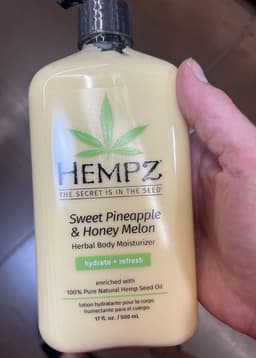 HEMPZ
THE SECRET IS IN THE SEED
Sweet Pineapple
& Honey Melon
Herbal Body Moisturizer
hydrate • refresh
enriched with
100% Pure Natural Hemp Seed Oil
lotion hydratante pour le corps
humectante para el cuerpo
17 fl. oz. / 500 mL